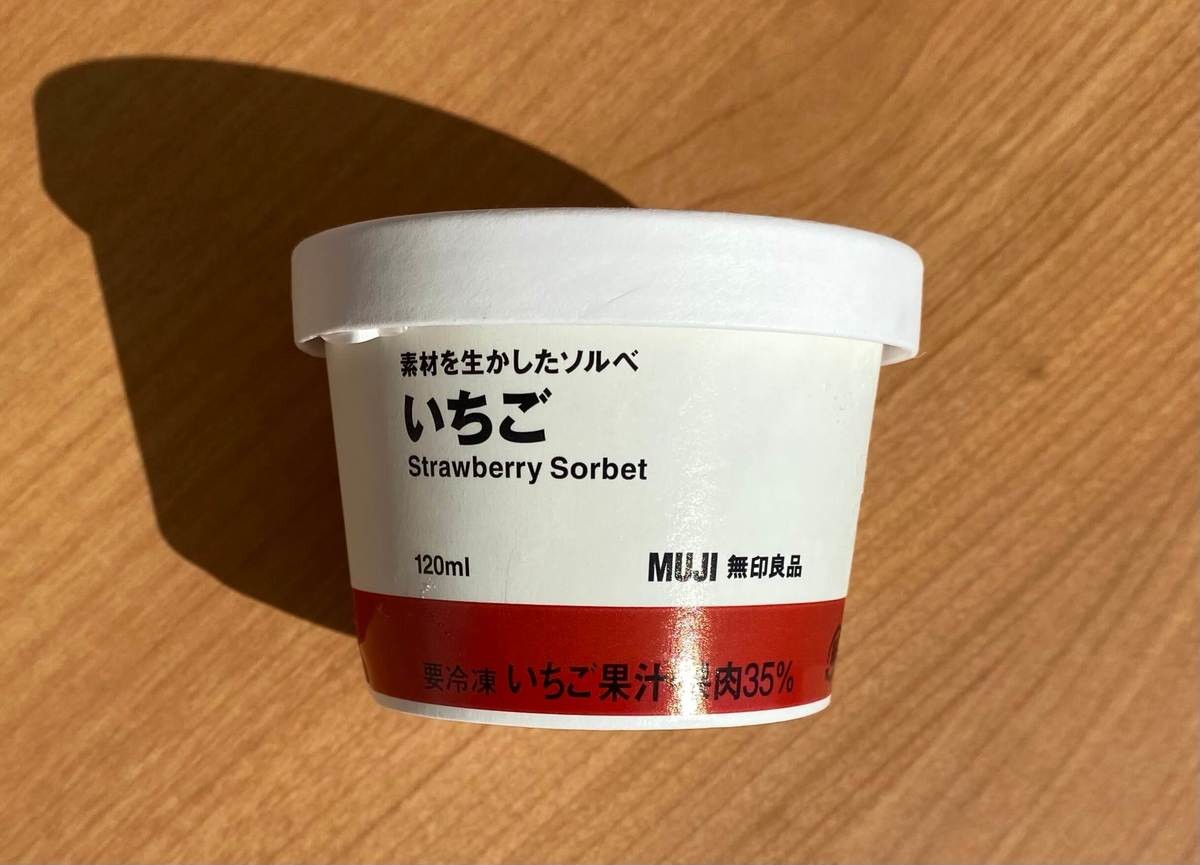 素材を生かしたソルベ
いちご
Strawberry Sorbet
120ml
MUJI 無印良品
要冷凍 いちご果汁 果肉35%